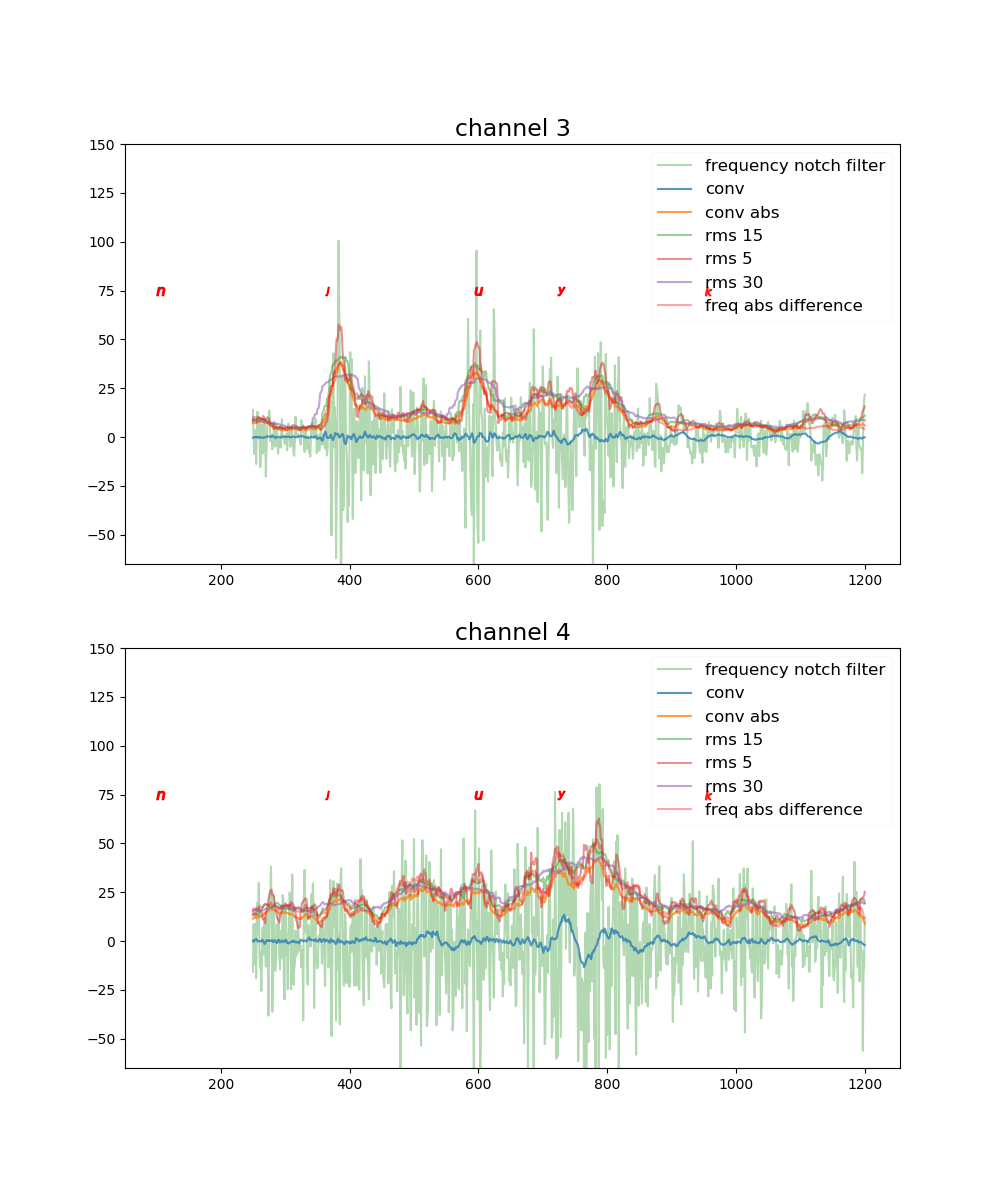 channel 3
150
125
100
75
50
25
0
−25
−50
200
400
600
800
1000
1200
frequency notch filter
conv
conv abs
rms 15
rms 5
rms 30
freq abs difference
n
j
u
y
k
channel 4
150
125
100
75
50
25
0
−25
−50
200
400
600
800
1000
1200
frequency notch filter
conv
conv abs
rms 15
rms 5
rms 30
freq abs difference
n
j
u
y
k